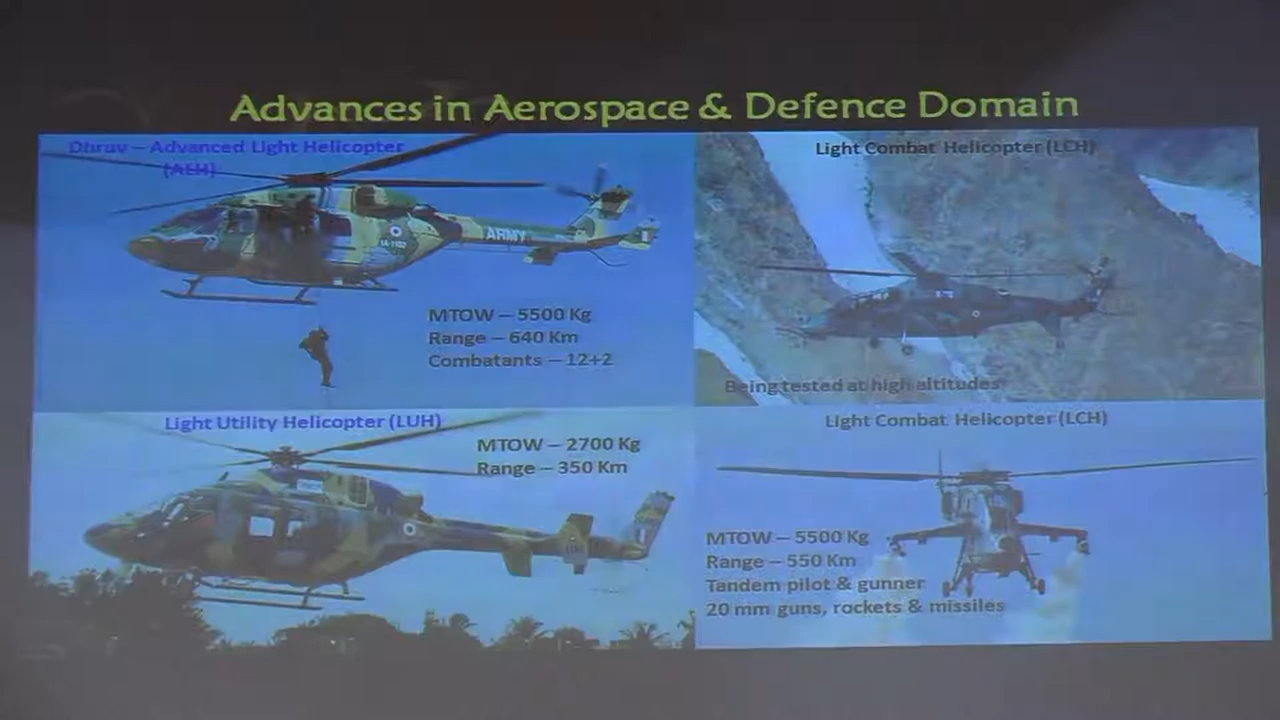 Advances in Aerospace & Defence Domain
Dhruv – Advanced Light Helicopter
(ALH)
ARMY
IA-1102
MTOW – 5500 Kg
Range – 640 Km
Combatants – 12+2
Light Combat Helicopter (LCH)
Being tested at high altitudes
Light Utility Helicopter (LUH)
MTOW – 2700 Kg
Range – 350 Km
Light Combat Helicopter (LCH)
MTOW – 5500 Kg
Range – 550 Km
Tandem pilot & gunner
20 mm guns, rockets & missiles